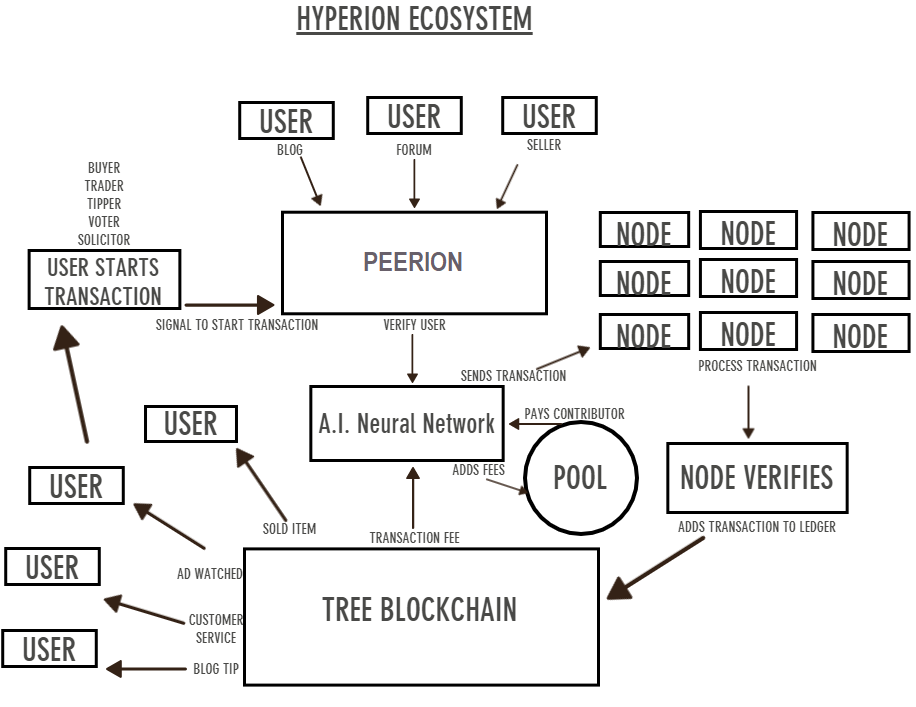 HYPERION ECOSYSTEM
USER
USER
USER
BLOG
FORUM
SELLER
BUYER
TRADER
TIPPER
VOTER
SOLICITOR
USER STARTS
TRANSACTION
PEERION
NODE
NODE
NODE
NODE
NODE
NODE
NODE
NODE
NODE
SIGNAL TO START TRANSACTION
VERIFY USER
SENDS TRANSACTION
PROCESS TRANSACTION
A.I. Neural Network
PAYS CONTRIBUTOR
USER
ADDS FEES
POOL
NODE VERIFIES
USER
SOLD ITEM
TRANSACTION FEE
ADDS TRANSACTION TO LEDGER
USER
AD WATCHED
TREE BLOCKCHAIN
CUSTOMER
SERVICE
USER
BLOG TIP